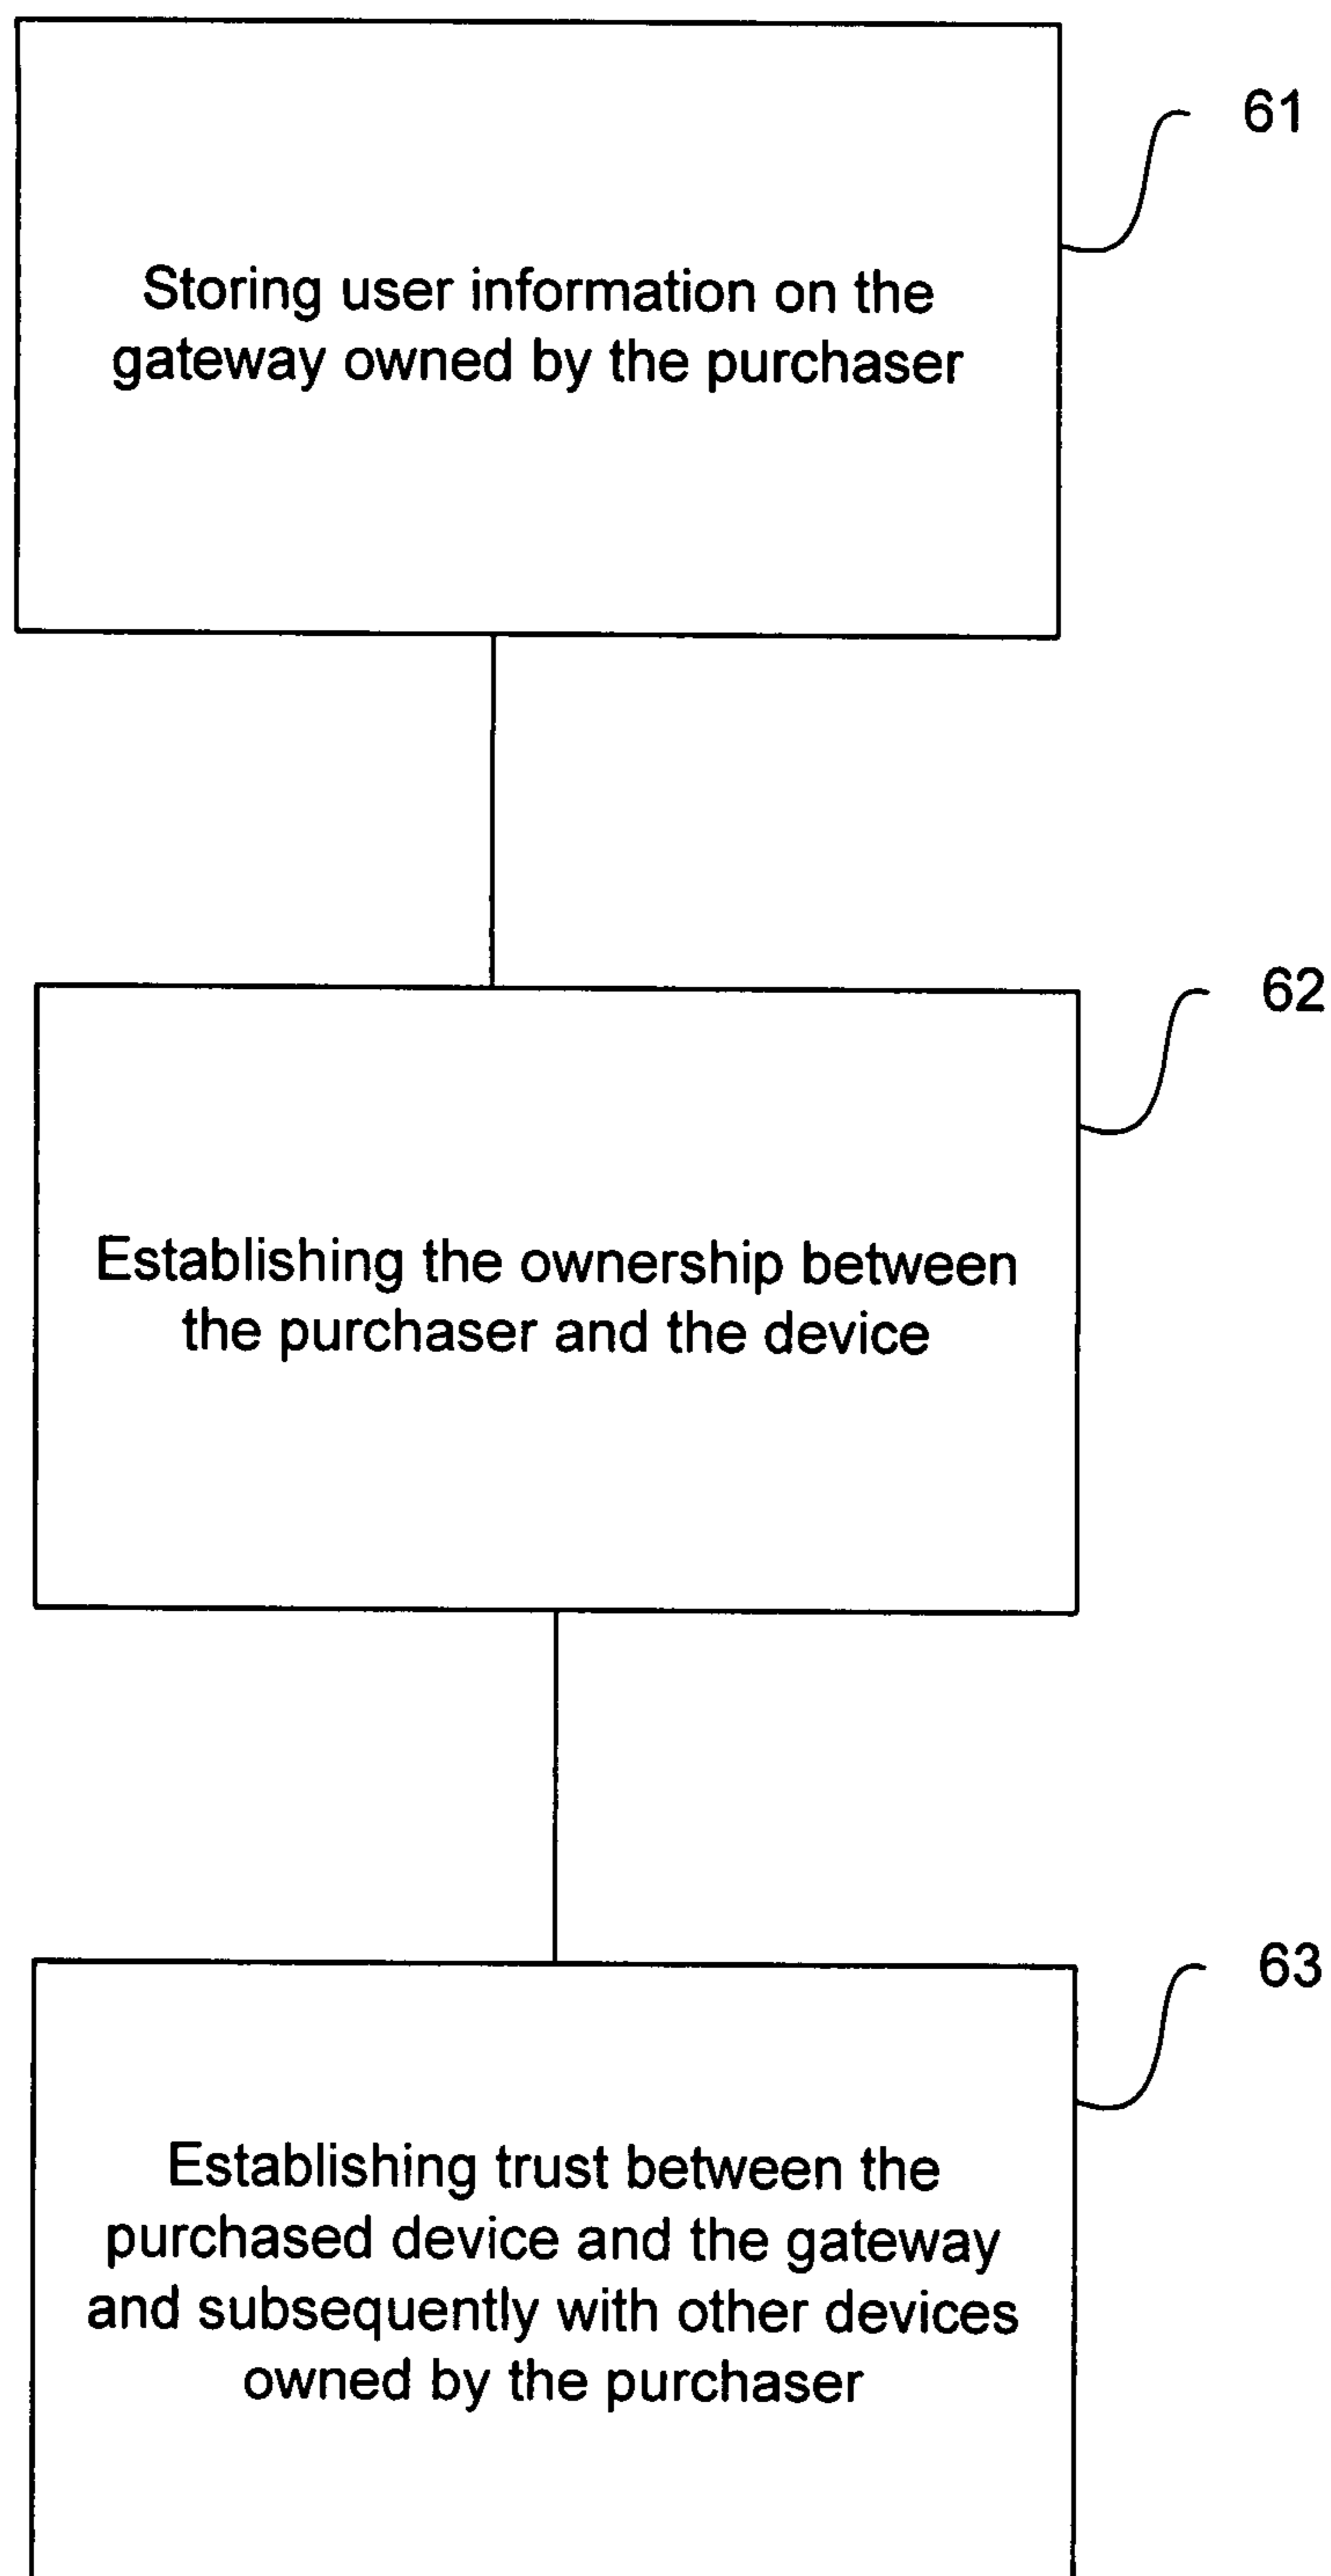 61
Storing user information on the
gateway owned by the purchaser
62
Establishing the ownership between
the purchaser and the device
63
Establishing trust between the
purchased device and the gateway
and subsequently with other devices
owned by the purchaser